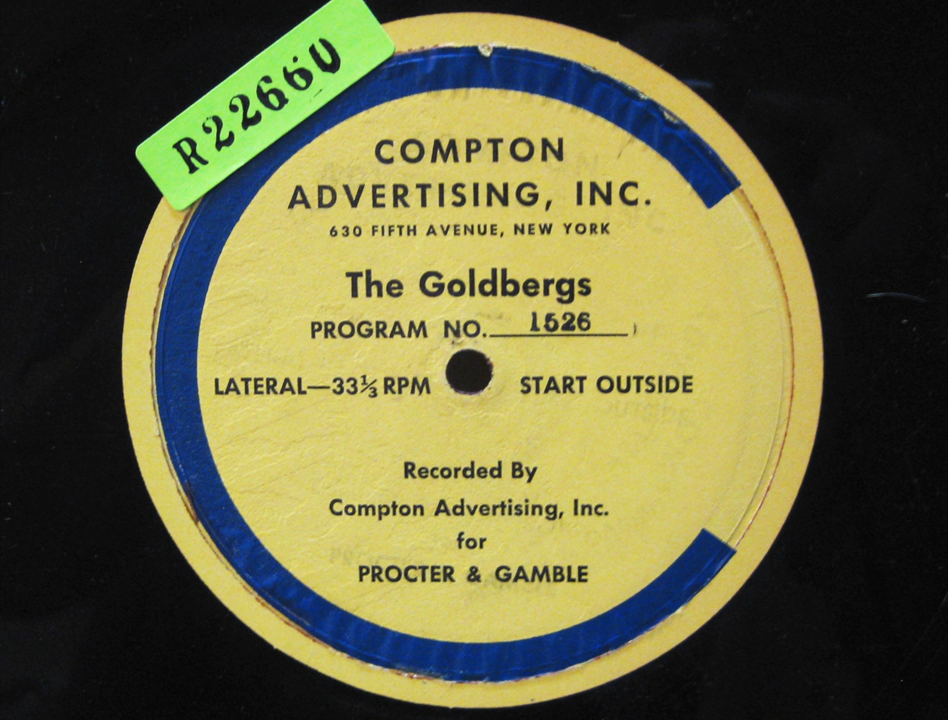 R22660
COMPTON
ADVERTISING, INC.
630 FIFTH AVENUE, NEW YORK
The Goldbergs
PROGRAM NO. 1526
LATERAL—33⅓ RPM START OUTSIDE
Recorded By
Compton Advertising, Inc.
for
PROCTER & GAMBLE